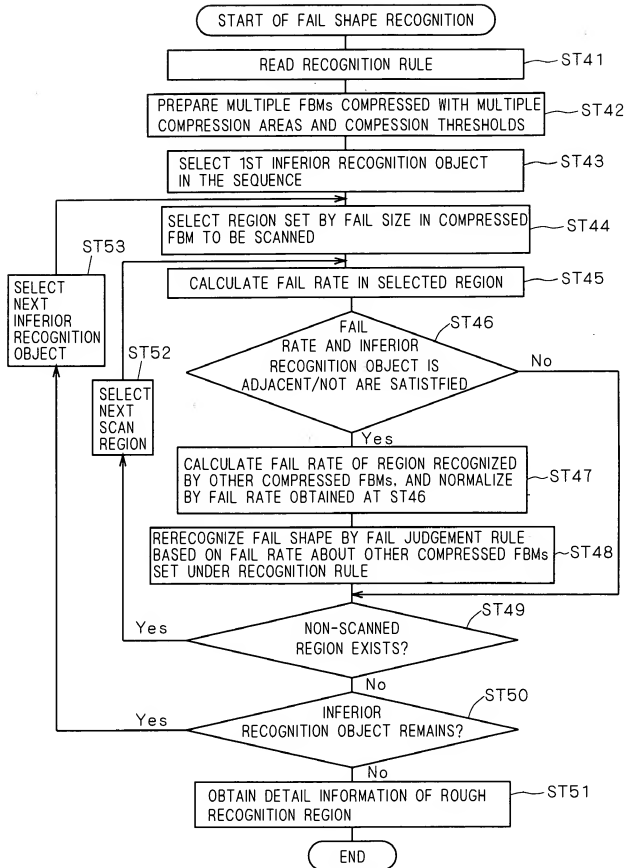 START OF FAIL SHAPE RECOGNITION
READ RECOGNITION RULE
ST41
PREPARE MULTIPLE FBMs COMPRESSED WITH MULTIPLE
COMPRESSION AREAS AND COMPESSION THRESHOLDS
ST42
SELECT 1ST INFERIOR RECOGNITION OBJECT
IN THE SEQUENCE
ST43
SELECT REGION SET BY FAIL SIZE IN COMPRESSED
FBM TO BE SCANNED
ST44
ST53
SELECT
NEXT
INFERIOR
RECOGNITION
OBJECT
CALCULATE FAIL RATE IN SELECTED REGION
ST45
ST52
SELECT
NEXT
SCAN
REGION
FAIL
RATE AND INFERIOR
RECOGNITION OBJECT IS
ADJACENT/NOT ARE SATISTFIED
ST46
No
Yes
CALCULATE FAIL RATE OF REGION RECOGNIZED
BY OTHER COMPRESSED FBMs, AND NORMALIZE
BY FAIL RATE OBTAINED AT ST46
ST47
RERECOGNIZE FAIL SHAPE BY FAIL JUDGEMENT RULE
BASED ON FAIL RATE ABOUT OTHER COMPRESSED FBMs
SET UNDER RECOGNITION RULE
ST48
ST49
Yes
NON-SCANNED
REGION EXISTS?
No
ST50
Yes
INFERIOR
RECOGNITION OBJECT REMAINS?
No
OBTAIN DETAIL INFORMATION OF ROUGH
RECOGNITION REGION
ST51
END